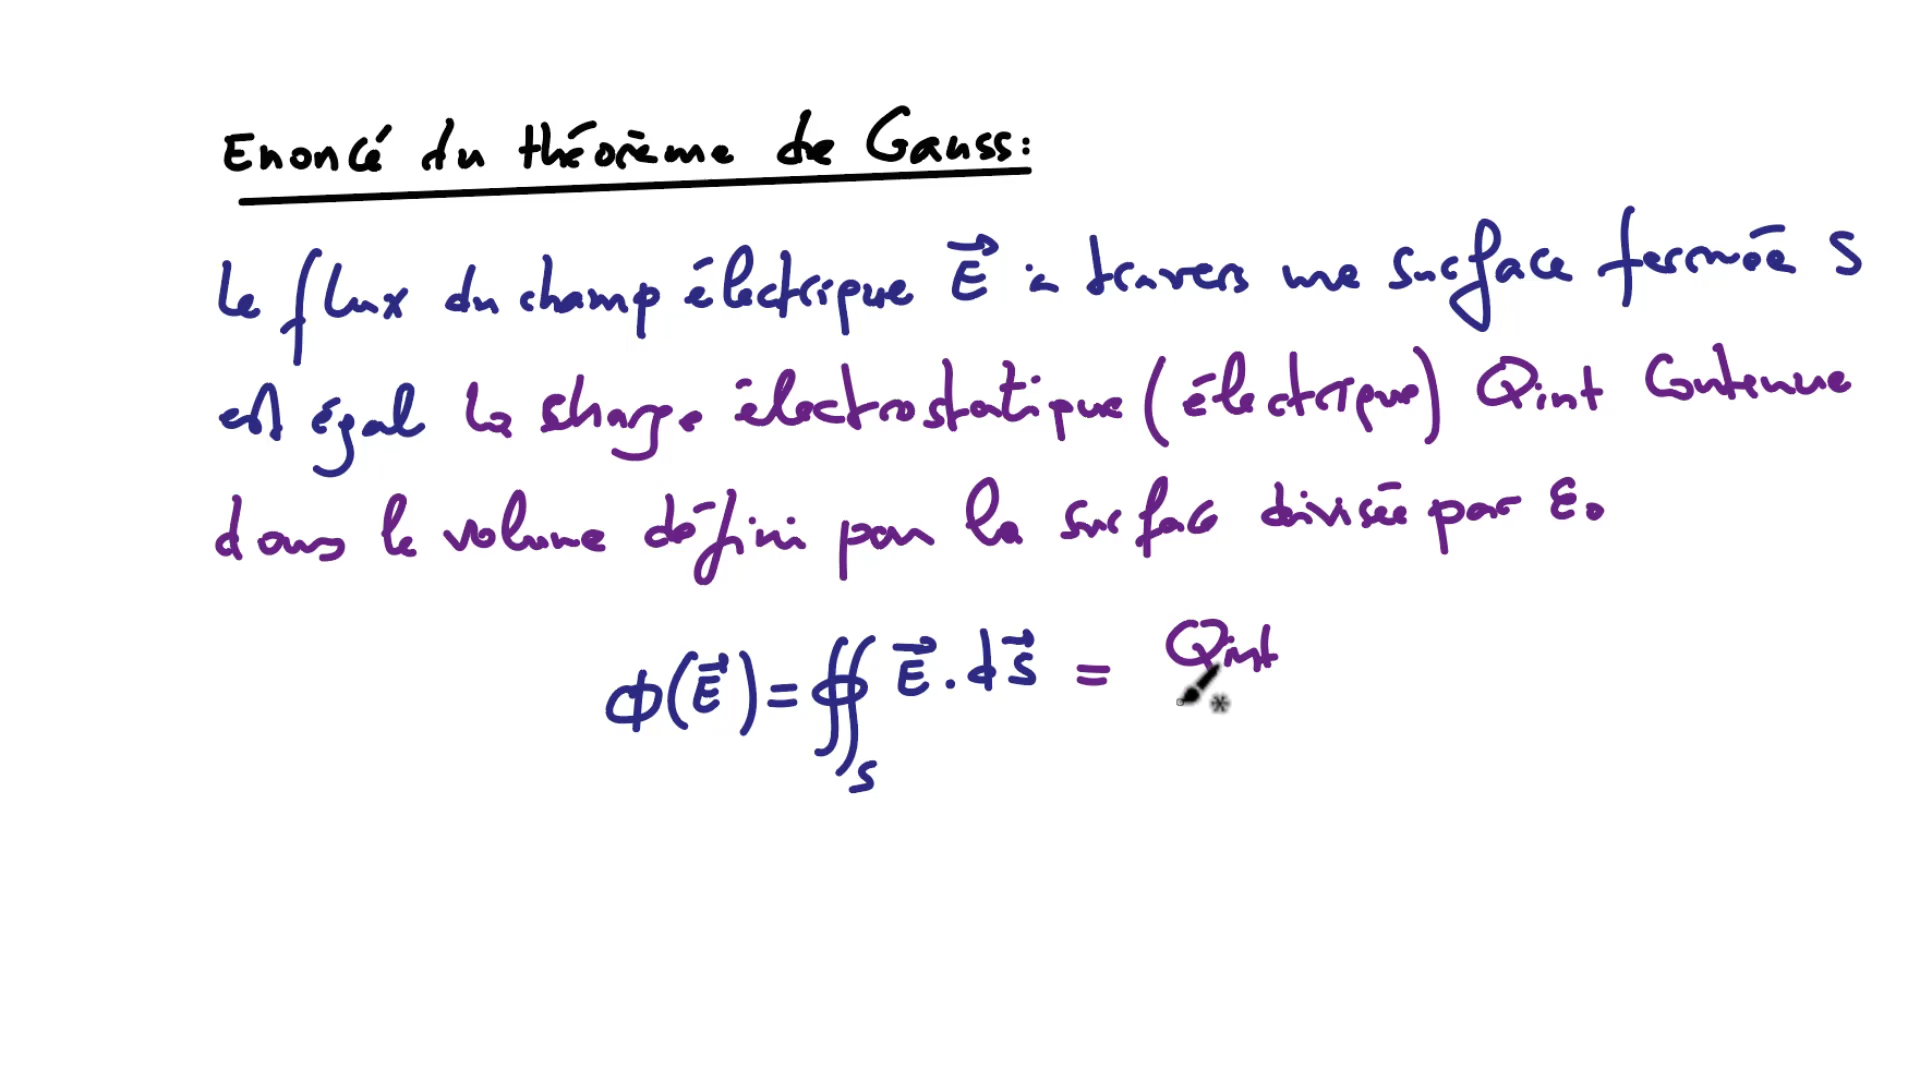 Enoncé du théorème de Gauss:
Le flux du champ électrique E⃗ à travers une surface fermée S
est égal la charge électrostatique (électrique) Qint Contenue
dans le volume défini par la surface divisée par ε₀
Φ(E⃗) = ∯_S E⃗ . dS⃗ = Qint